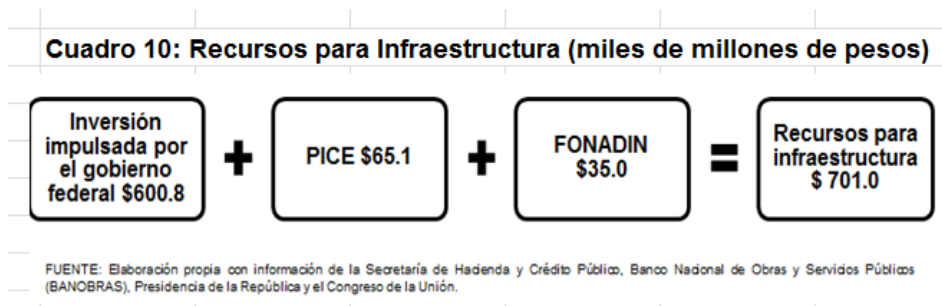 Cuadro 10: Recursos para Infraestructura (miles de millones de pesos)
Inversión
impulsada por
el gobierno
federal $600.8
+
PICE $65.1
+
FONADIN
$35.0
=
Recursos para
infraestructura
$ 701.0
FUENTE: Elaboración propia con información de la Secretaría de Hacienda y Crédito Público, Banco Nacional de Obras y Servicios Públicos
(BANOBRAS), Presidencia de la República y el Congreso de la Unión.